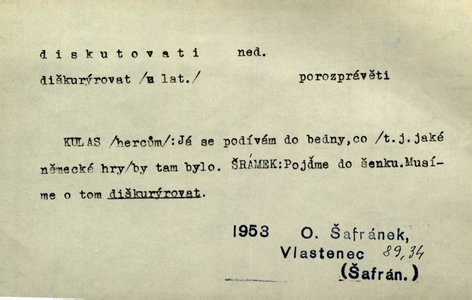 diskutovati ned.
diškurýrovat /z lat./ porozprávěti
KULAS /hercům/:Já se podívám do bedny,co /t.j.jaké
německé hry/by tam bylo. ŠRÁMEK:Pojďme do šenku.Musí-
me o tom diškurýrovat.
1953 O. Šafránek,
Vlastenec 89,34
(Šafrán.)